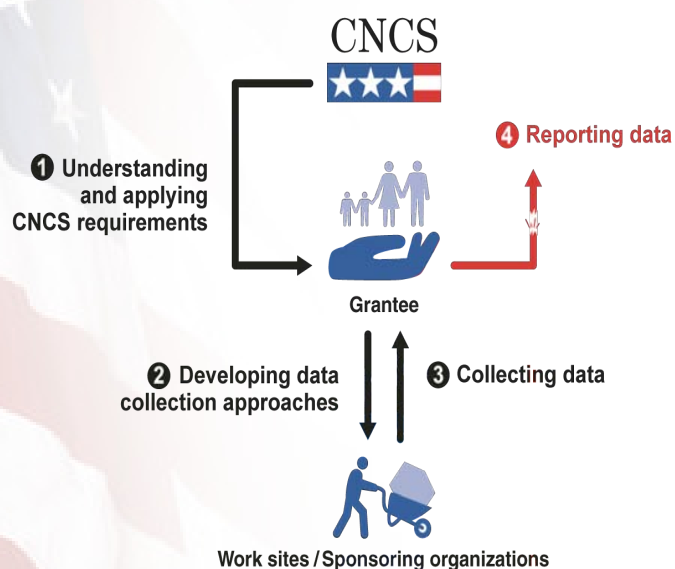 CNCS
4 Reporting data
1 Understanding
and applying
CNCS requirements
Grantee
2 Developing data
collection approaches
3 Collecting data
Work sites / Sponsoring organizations